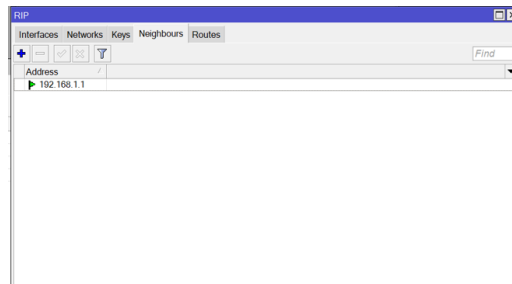 RIP
Interfaces Networks Keys Neighbours Routes
Find
Address
192.168.1.1